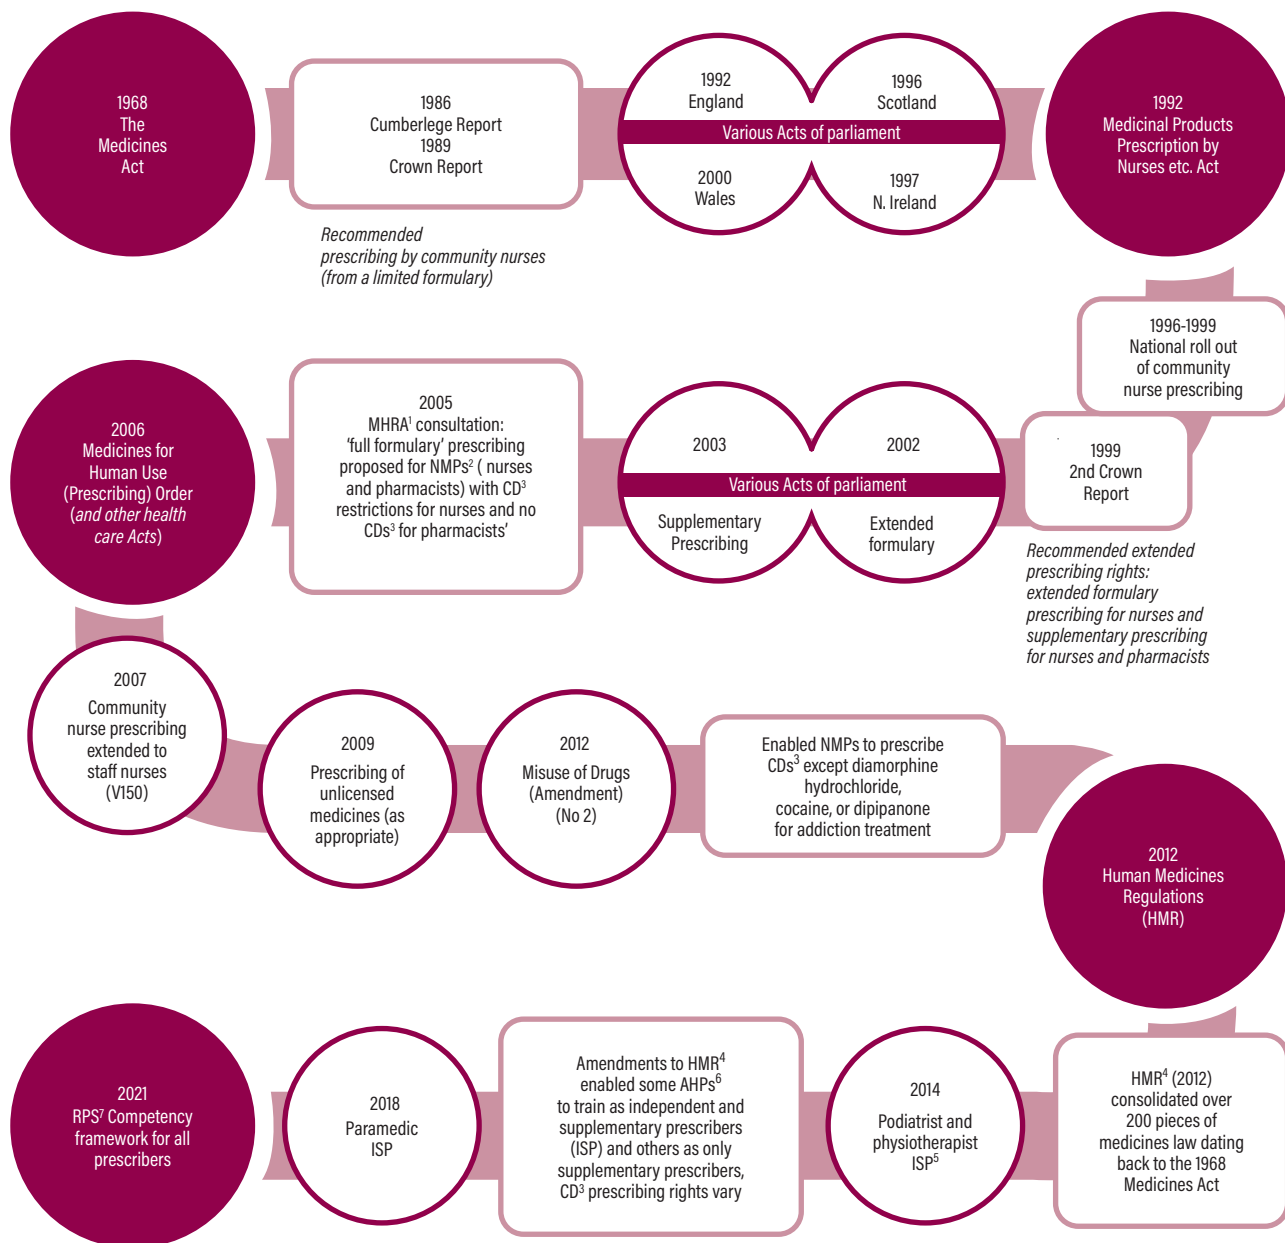 1968
The
Medicines
Act
1986
Cumberlege Report
1989
Crown Report
Recommended
prescribing by community nurses
(from a limited formulary)
1992
England
1996
Scotland
Various Acts of parliament
2000
Wales
1997
N. Ireland
1992
Medicinal Products
Prescription by
Nurses etc. Act
1996-1999
National roll out
of community
nurse prescribing
1999
2nd Crown
Report
Recommended extended
prescribing rights:
extended formulary
prescribing for nurses and
supplementary prescribing
for nurses and pharmacists
2002
Extended
formulary
Various Acts of parliament
2003
Supplementary
Prescribing
2005
MHRA¹ consultation:
‘full formulary’ prescribing
proposed for NMPs² ( nurses
and pharmacists) with CD³
restrictions for nurses and no
CDs³ for pharmacists’
2006
Medicines for
Human Use
(Prescribing) Order
(and other health
care Acts)
2007
Community
nurse prescribing
extended to
staff nurses
(V150)
2009
Prescribing of
unlicensed
medicines (as
appropriate)
2012
Misuse of Drugs
(Amendment)
(No 2)
Enabled NMPs to prescribe
CDs³ except diamorphine
hydrochloride,
cocaine, or dipipanone
for addiction treatment
2012
Human Medicines
Regulations
(HMR)
HMR⁴ (2012)
consolidated over
200 pieces of
medicines law dating
back to the 1968
Medicines Act
2014
Podiatrist and
physiotherapist
ISP⁵
Amendments to HMR⁴
enabled some AHPs⁶
to train as independent and
supplementary prescribers
(ISP) and others as only
supplementary prescribers,
CD³ prescribing rights vary
2018
Paramedic
ISP
2021
RPS⁷ Competency
framework for all
prescribers